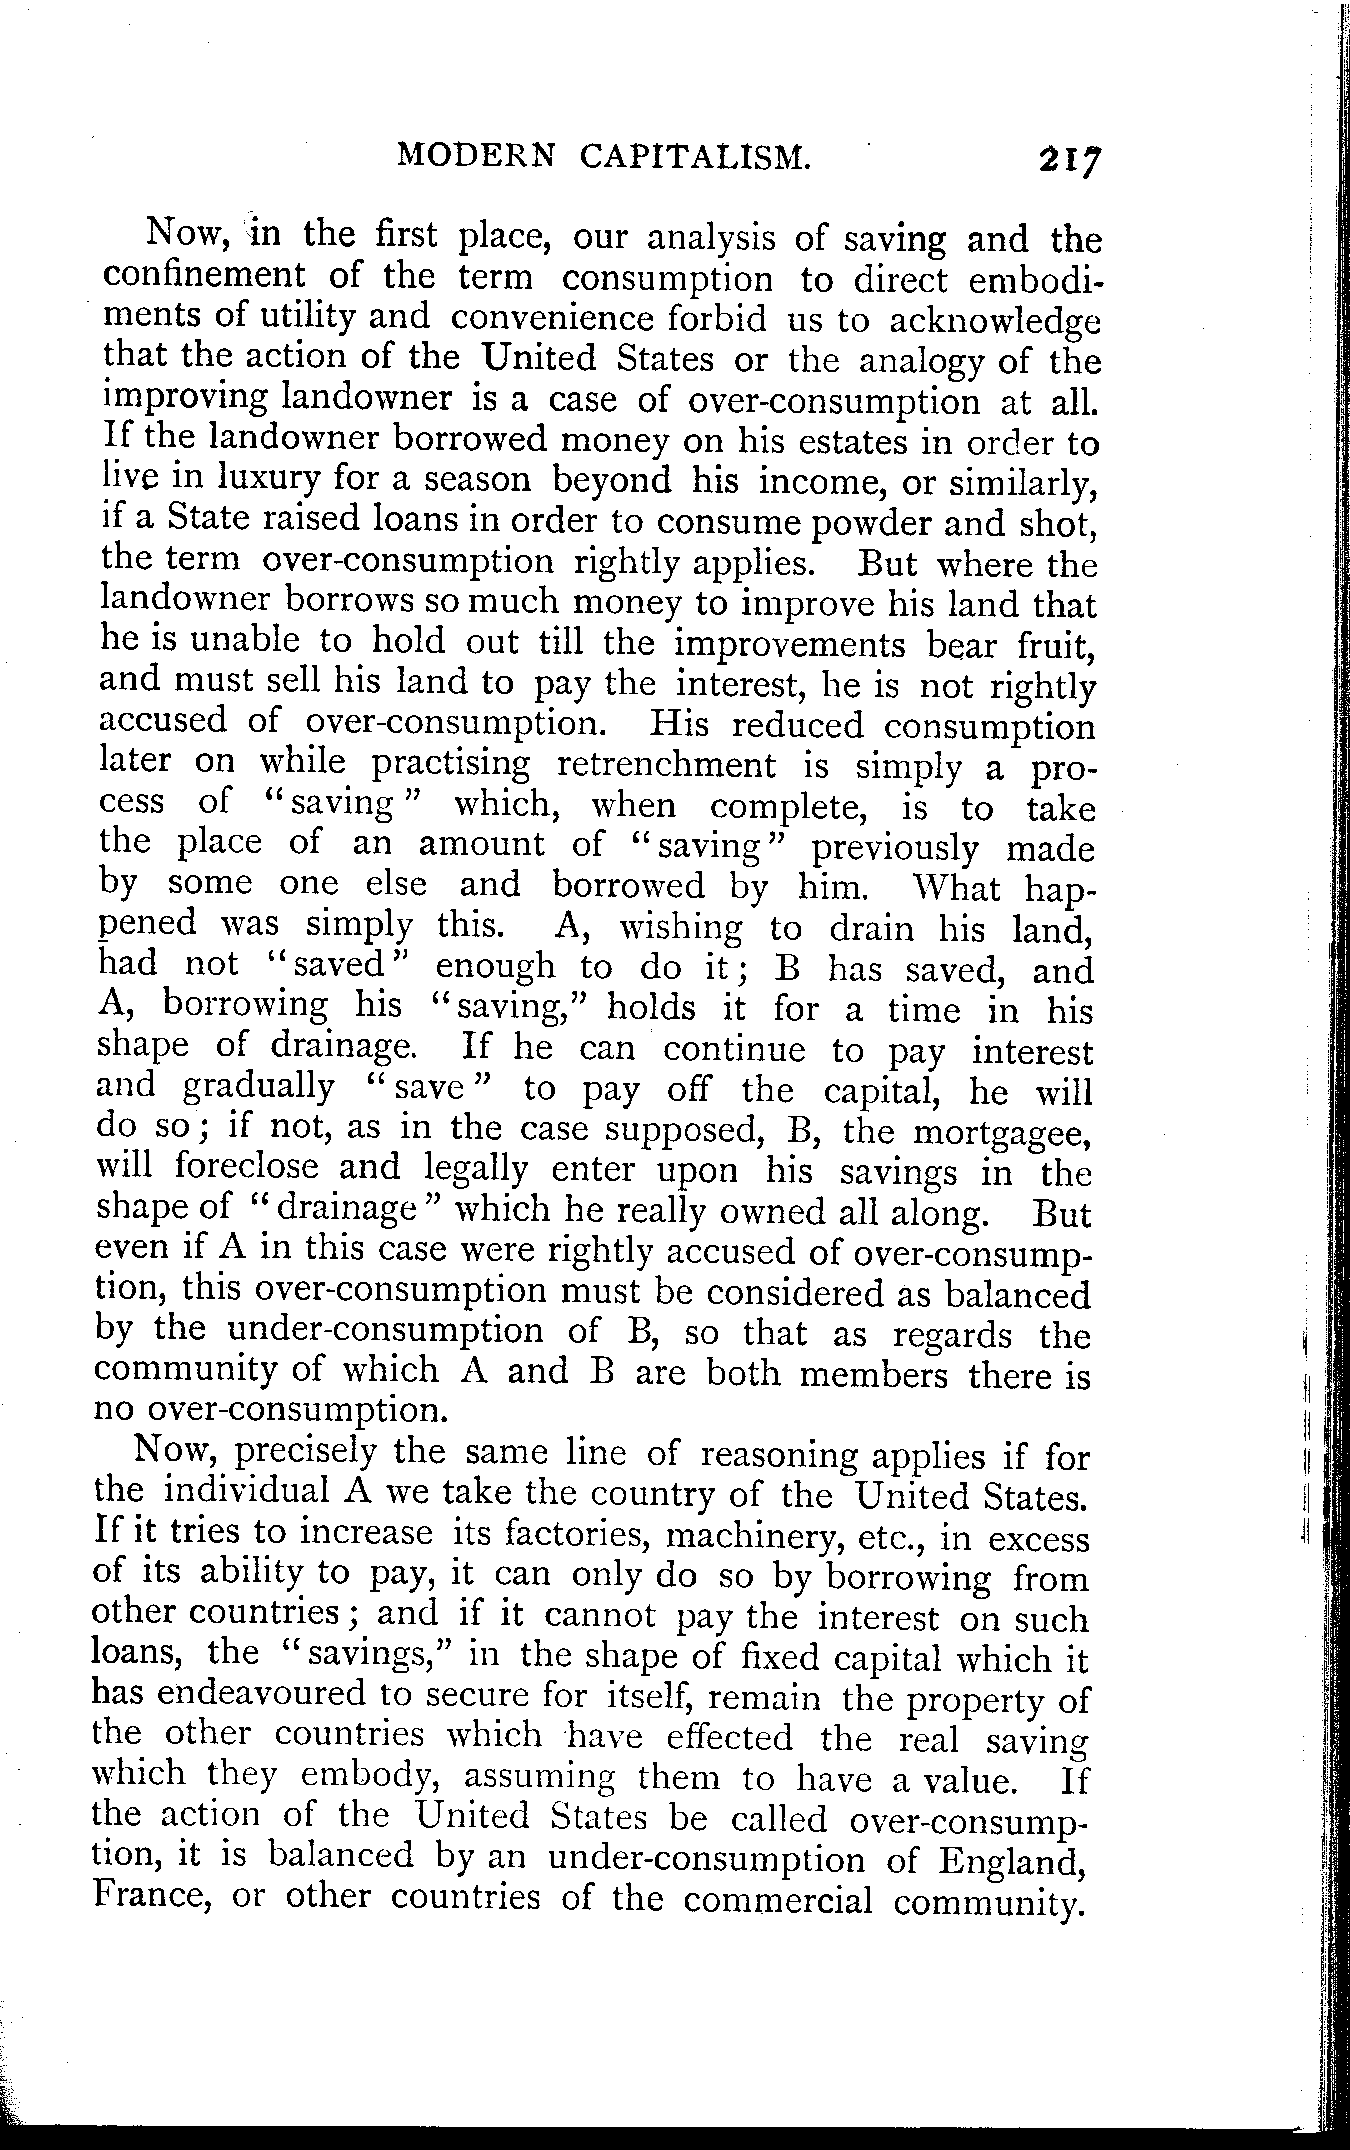 MODERN CAPITALISM. 217
Now, in the first place, our analysis of saving and the
confinement of the term consumption to direct embodi-
ments of utility and convenience forbid us to acknowledge
that the action of the United States or the analogy of the
improving landowner is a case of over-consumption at all.
If the landowner borrowed money on his estates in order to
live in luxury for a season beyond his income, or similarly,
if a State raised loans in order to consume powder and shot,
the term over-consumption rightly applies. But where the
landowner borrows so much money to improve his land that
he is unable to hold out till the improvements bear fruit,
and must sell his land to pay the interest, he is not rightly
accused of over-consumption. His reduced consumption
later on while practising retrenchment is simply a pro-
cess of "saving" which, when complete, is to take
the place of an amount of "saving" previously made
by some one else and borrowed by him. What hap-
pened was simply this. A, wishing to drain his land,
had not "saved" enough to do it; B has saved, and
A, borrowing his "saving," holds it for a time in his
shape of drainage. If he can continue to pay interest
and gradually "save" to pay off the capital, he will
do so; if not, as in the case supposed, B, the mortgagee,
will foreclose and legally enter upon his savings in the
shape of "drainage" which he really owned all along. But
even if A in this case were rightly accused of over-consump-
tion, this over-consumption must be considered as balanced
by the under-consumption of B, so that as regards the
community of which A and B are both members there is
no over-consumption.
Now, precisely the same line of reasoning applies if for
the individual A we take the country of the United States.
If it tries to increase its factories, machinery, etc., in excess
of its ability to pay, it can only do so by borrowing from
other countries; and if it cannot pay the interest on such
loans, the "savings," in the shape of fixed capital which it
has endeavoured to secure for itself, remain the property of
the other countries which have effected the real saving
which they embody, assuming them to have a value. If
the action of the United States be called over-consump-
tion, it is balanced by an under-consumption of England,
France, or other countries of the commercial community.